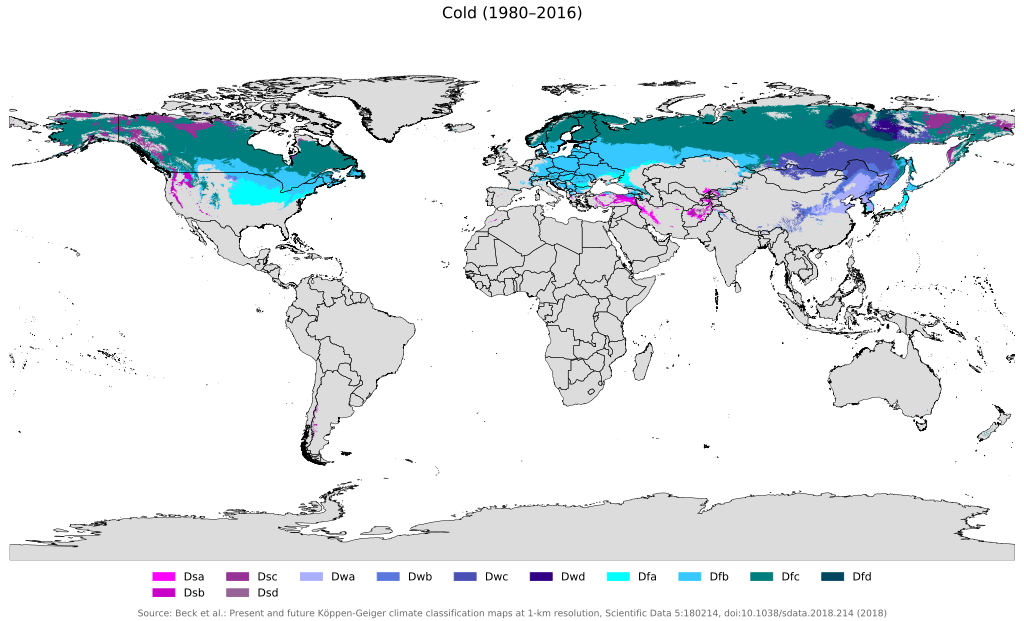 Cold (1980–2016)
Dsa Dsc Dwa Dwb Dwc Dwd Dfa Dfb Dfc Dfd
Dsb Dsd
Source: Beck et al.: Present and future Köppen-Geiger climate classification maps at 1-km resolution, Scientific Data 5:180214, doi:10.1038/sdata.2018.214 (2018)